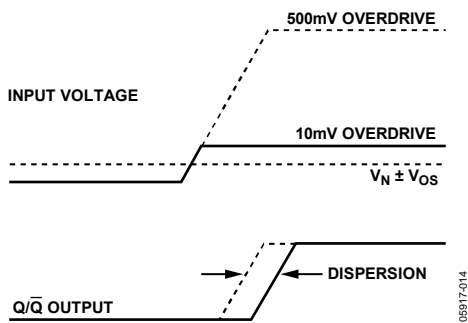 500mV OVERDRIVE
INPUT VOLTAGE
10mV OVERDRIVE
V_N ± V_OS
DISPERSION
Q/Q̅ OUTPUT
05917-014